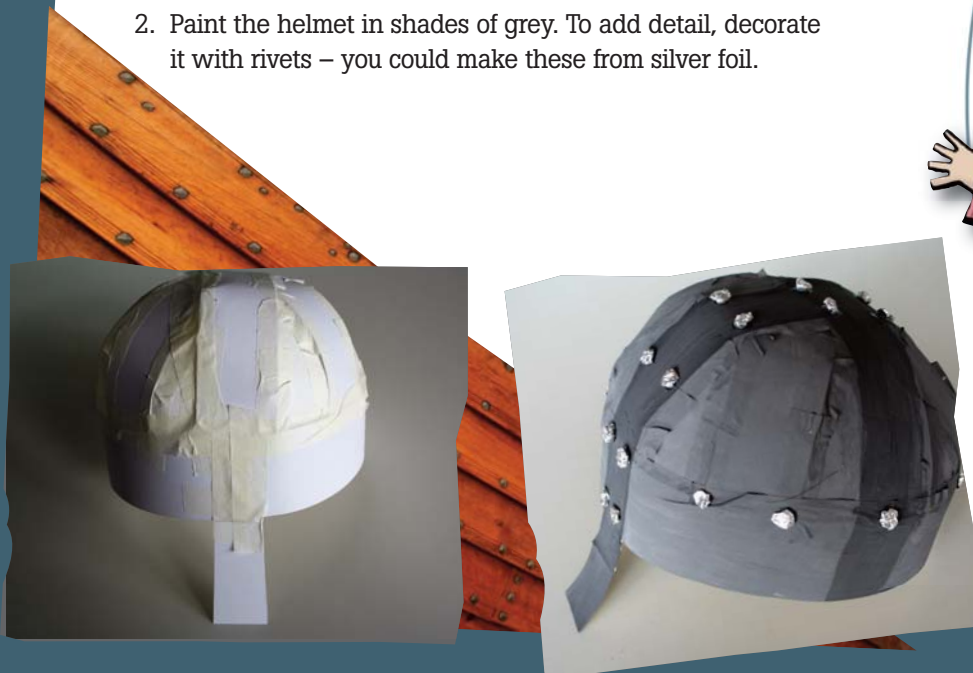 2. Paint the helmet in shades of grey. To add detail, decorate
it with rivets – you could make these from silver foil.